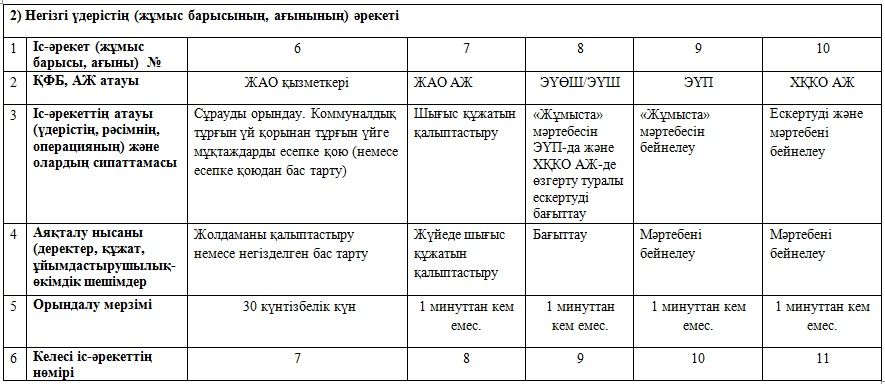 2) Негізгі үдерістің (жұмыс барысының, ағынының) әрекеті
1 Іс-әрекет (жұмыс барысы, ағыны) № 6 7 8 9 10
2 ҚФБ, АЖ атауы ЖАО қызметкері ЖАО АЖ ЭҮӨШ/ЭҮШ ЭҮП ХҚКО АЖ
3 Іс-әрекеттің атауы (үдерістің, рәсімнің, операцияның) және олардың сипаттамасы
Сұрауды орындау. Коммуналдық тұрғын үй қорынан тұрғын үйге мұқтаждарды есепке қою (немесе есепке қоюдан бас тарту)
Шығыс құжатын қалыптастыру
«Жұмыста» мәртебесін ЭҮП-да және ХҚКО АЖ-де өзгерту туралы ескертуді бағыттау
«Жұмыста» мәртебесін бейнелеу
Ескертуді және мәртебені бейнелеу
4 Аяқталу нысаны (деректер, құжат, ұйымдастырушылық-өкімдік шешімдер
Жолдаманы қалыптастыру немесе негізделген бас тарту
Жүйеде шығыс құжатын қалыптастыру
Бағыттау
Мәртебені бейнелеу
Мәртебені бейнелеу
5 Орындалу мерзімі 30 күнтізбелік күн
1 минуттан кем емес.
1 минуттан кем емес.
1 минуттан кем емес.
1 минуттан кем емес.
6 Келесі іс-әрекеттің нөмірі 7 8 9 10 11